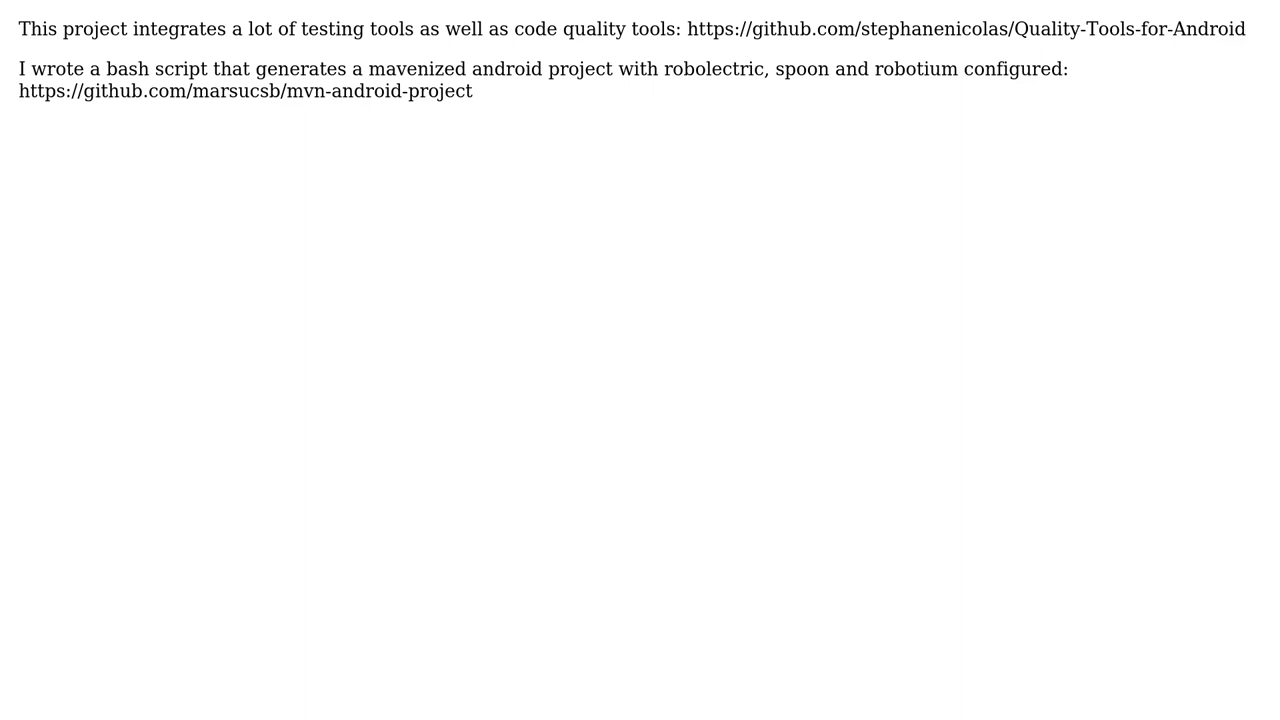 This project integrates a lot of testing tools as well as code quality tools: https://github.com/stephanenicolas/Quality-Tools-for-Android
I wrote a bash script that generates a mavenized android project with robolectric, spoon and robotium configured:
https://github.com/marsucsb/mvn-android-project